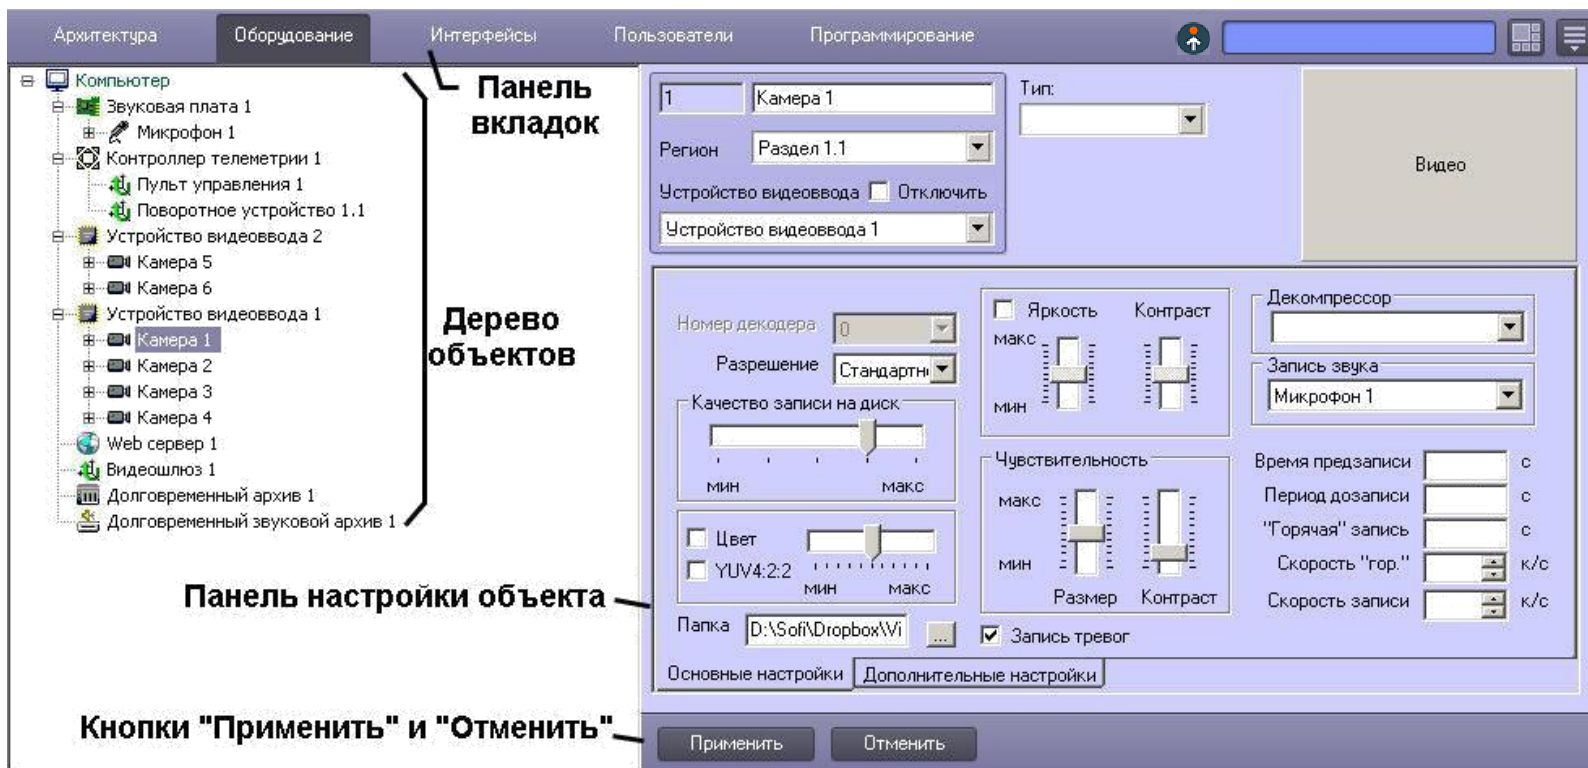 Архитектура Оборудование Интерфейсы Пользователи Программирование
Компьютер
Звуковая плата 1
Микрофон 1
Контроллер телеметрии 1
Пульт управления 1
Поворотное устройство 1.1
Устройство видеоввода 2
Камера 5
Камера 6
Устройство видеоввода 1
Камера 1
Камера 2
Камера 3
Камера 4
Web сервер 1
Видеошлюз 1
Долговременный архив 1
Долговременный звуковой архив 1
Панель
вкладок
Дерево
объектов
Панель настройки объекта
Кнопки "Применить" и "Отменить"
1 Камера 1
Тип:
Регион Раздел 1.1
Устройство видеоввода Отключить
Устройство видеоввода 1
Видео
Номер декодера 0
Разрешение Стандартн
Качество записи на диск
мин макс
Цвет
YUV4:2:2
мин макс
Папка D:\Sofi\Dropbox\Vi ...
Яркость Контраст
макс
мин
Чувствительность
макс
мин
Размер Контраст
Запись тревог
Декомпрессор
Запись звука
Микрофон 1
Время предзаписи с
Период дозаписи с
"Горячая" запись с
Скорость "гор." к/с
Скорость записи к/с
Основные настройки Дополнительные настройки
Применить Отменить